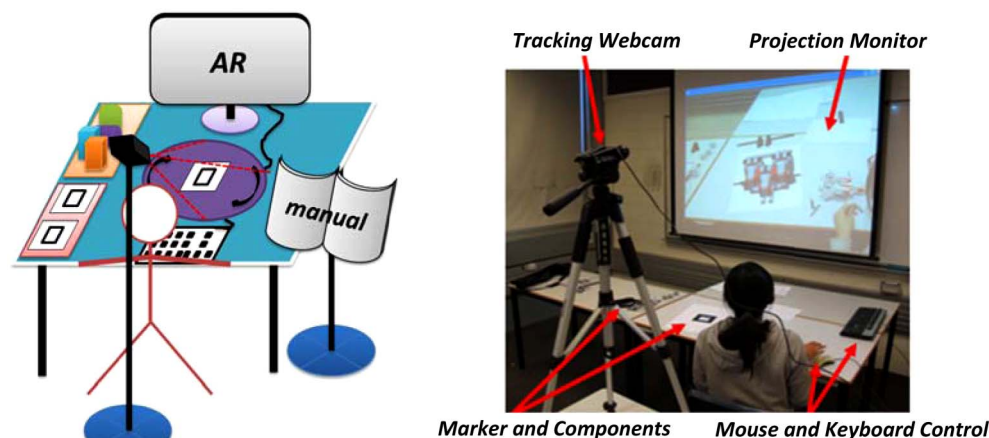 AR
manual
Tracking Webcam
Projection Monitor
Marker and Components
Mouse and Keyboard Control